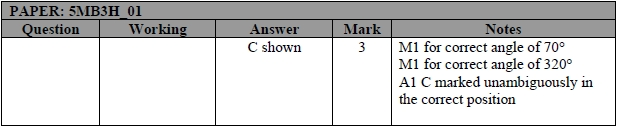 PAPER: 5MB3H_01
Question Working Answer Mark Notes
C shown 3 M1 for correct angle of 70°
M1 for correct angle of 320°
A1 C marked unambiguously in
the correct position